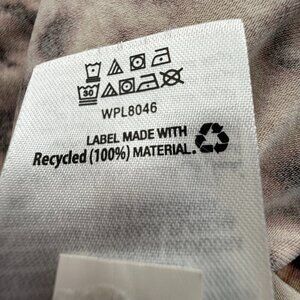 WPL8046
LABEL MADE WITH
Recycled (100%) MATERIAL.